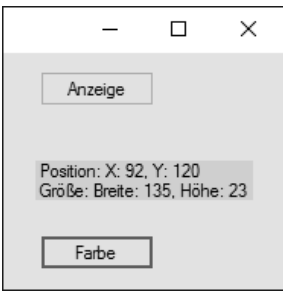 Anzeige
Position: X: 92, Y: 120
Größe: Breite: 135, Höhe: 23
Farbe